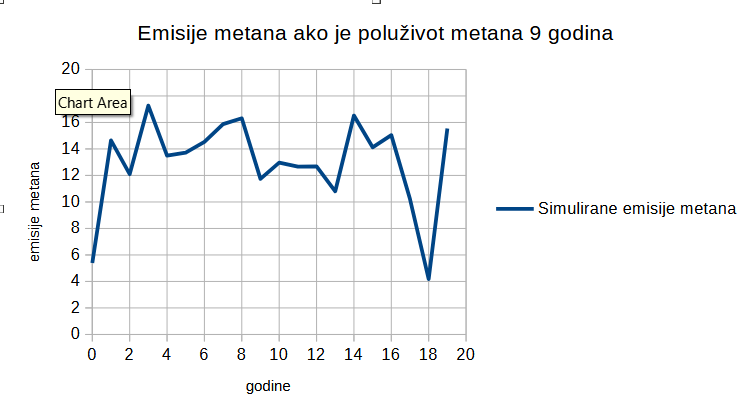 Emisije metana ako je poluživot metana 9 godina
20
Chart Area
16
14
12
10
8
6
4
2
0
emisije metana
0 2 4 6 8 10 12 14 16 18 20
godine
Simulirane emisije metana